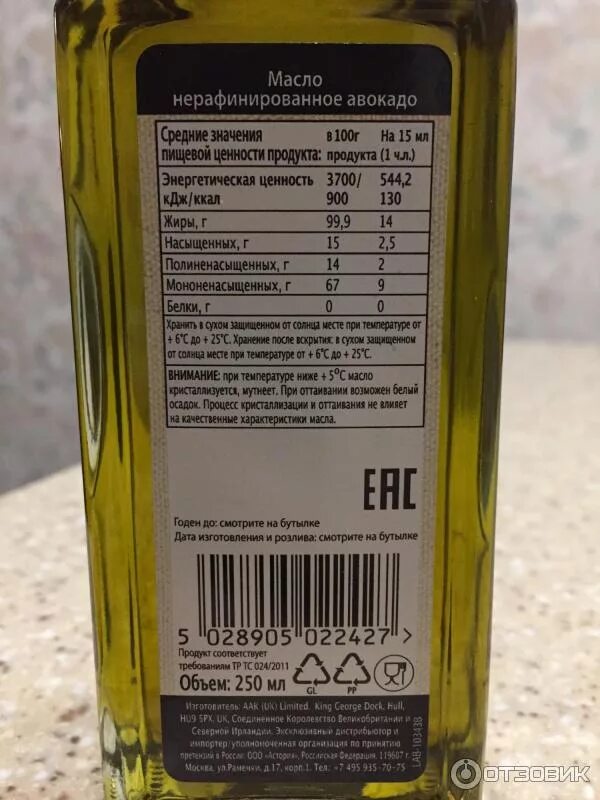 Масло
нерафинированное авокадо
Средние значения в 100г На 15 мл
пищевой ценности продукта: продукта (1 ч.л.)
Энергетическая ценность 3700/ 544,2
кДж/ккал 900 130
Жиры, г 99,9 14
Насыщенных, г 15 2,5
Полиненасыщенных, г 14 2
Мононенасыщенных, г 67 9
Белки, г 0 0
Хранить в сухом защищенном от солнца месте при температуре от
+ 6°С до + 25°С. Хранение после вскрытия: в сухом защищенном
от солнца месте при температуре от + 6°С до + 25°С.
ВНИМАНИЕ: при температуре ниже + 5°С масло
кристаллизуется, мутнеет. При оттаивании возможен белый
осадок. Процесс кристаллизации и оттаивания не влияет
на качественные характеристики масла.
ЕАС
Годен до: смотрите на бутылке
Дата изготовления и розлива: смотрите на бутылке
5 028905 022427 >
Продукт соответствует
требованиям ТР ТС 024/2011
Объем: 250 мл
GL PP
Изготовитель: AAK (UK) Limited. King George Dock, Hull,
HU9 5PX, UK, Соединенное Королевство Великобритании и
Северной Ирландии. Эксклюзивный дистрибьютор и
импортер/уполномоченная организация по принятию
претензий в России: ООО «Астори», Российская Федерация, 119607 г.
Москва, ул.Раменки, д.17, корп.1. Тел.: +7 495 935-70-75
LAB-103438
ОТЗОВИК